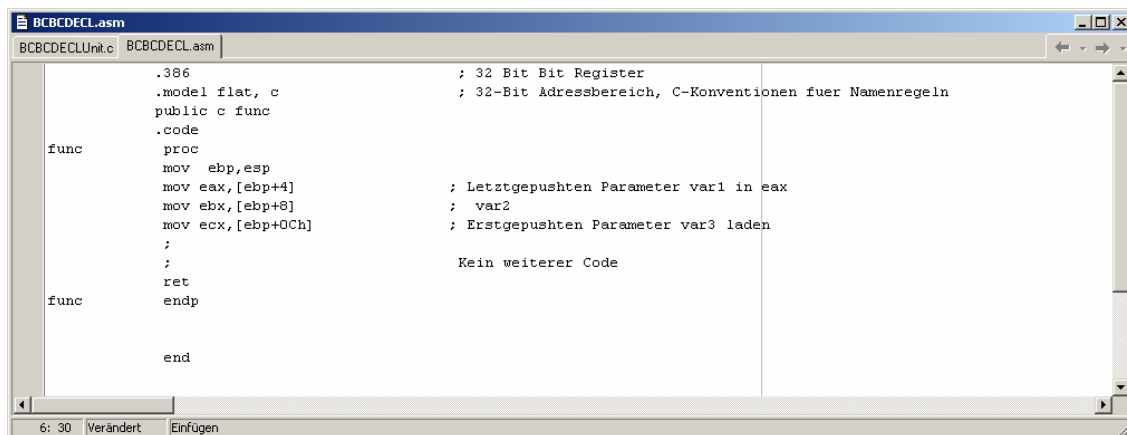 BCBCDECL.asm
BCBCDECLUnit.c BCBCDECL.asm
.386 ; 32 Bit Bit Register
.model flat, c ; 32-Bit Adressbereich, C-Konventionen fuer Namenregeln
public c func
.code
func proc
mov ebp,esp
mov eax,[ebp+4] ; Letztgepushten Parameter var1 in eax
mov ebx,[ebp+8] ; var2
mov ecx,[ebp+0Ch] ; Erstgepushten Parameter var3 laden
;
; Kein weiterer Code
ret
func endp
end
6: 30 Verändert Einfügen